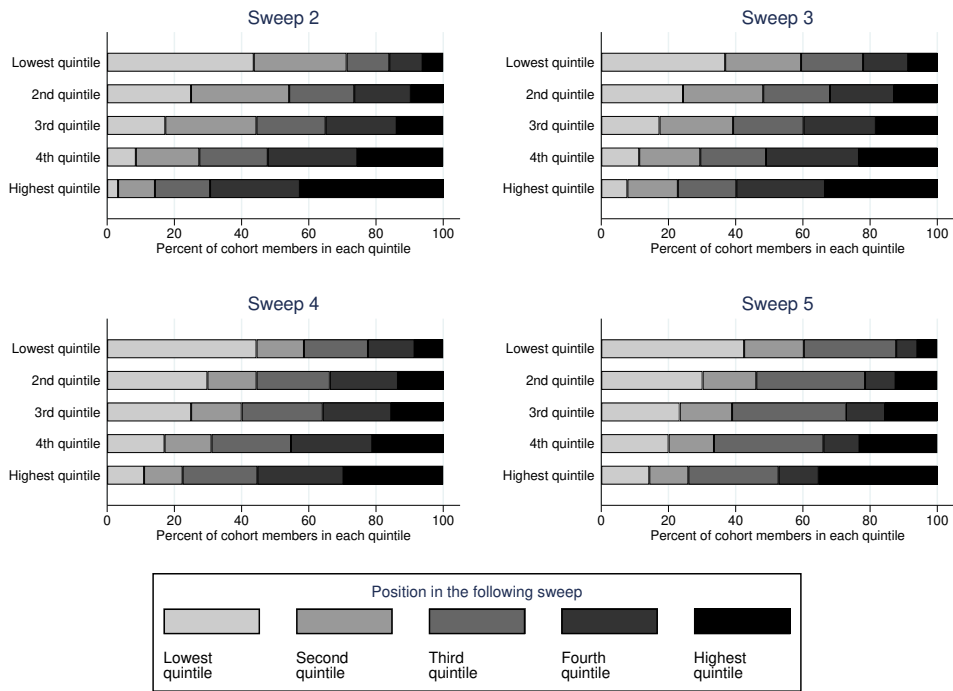 Sweep 2
Lowest quintile
2nd quintile
3rd quintile
4th quintile
Highest quintile
0 20 40 60 80 100
Percent of cohort members in each quintile
Sweep 3
Lowest quintile
2nd quintile
3rd quintile
4th quintile
Highest quintile
0 20 40 60 80 100
Percent of cohort members in each quintile
Sweep 4
Lowest quintile
2nd quintile
3rd quintile
4th quintile
Highest quintile
0 20 40 60 80 100
Percent of cohort members in each quintile
Sweep 5
Lowest quintile
2nd quintile
3rd quintile
4th quintile
Highest quintile
0 20 40 60 80 100
Percent of cohort members in each quintile
Position in the following sweep
Lowest
quintile
Second
quintile
Third
quintile
Fourth
quintile
Highest
quintile